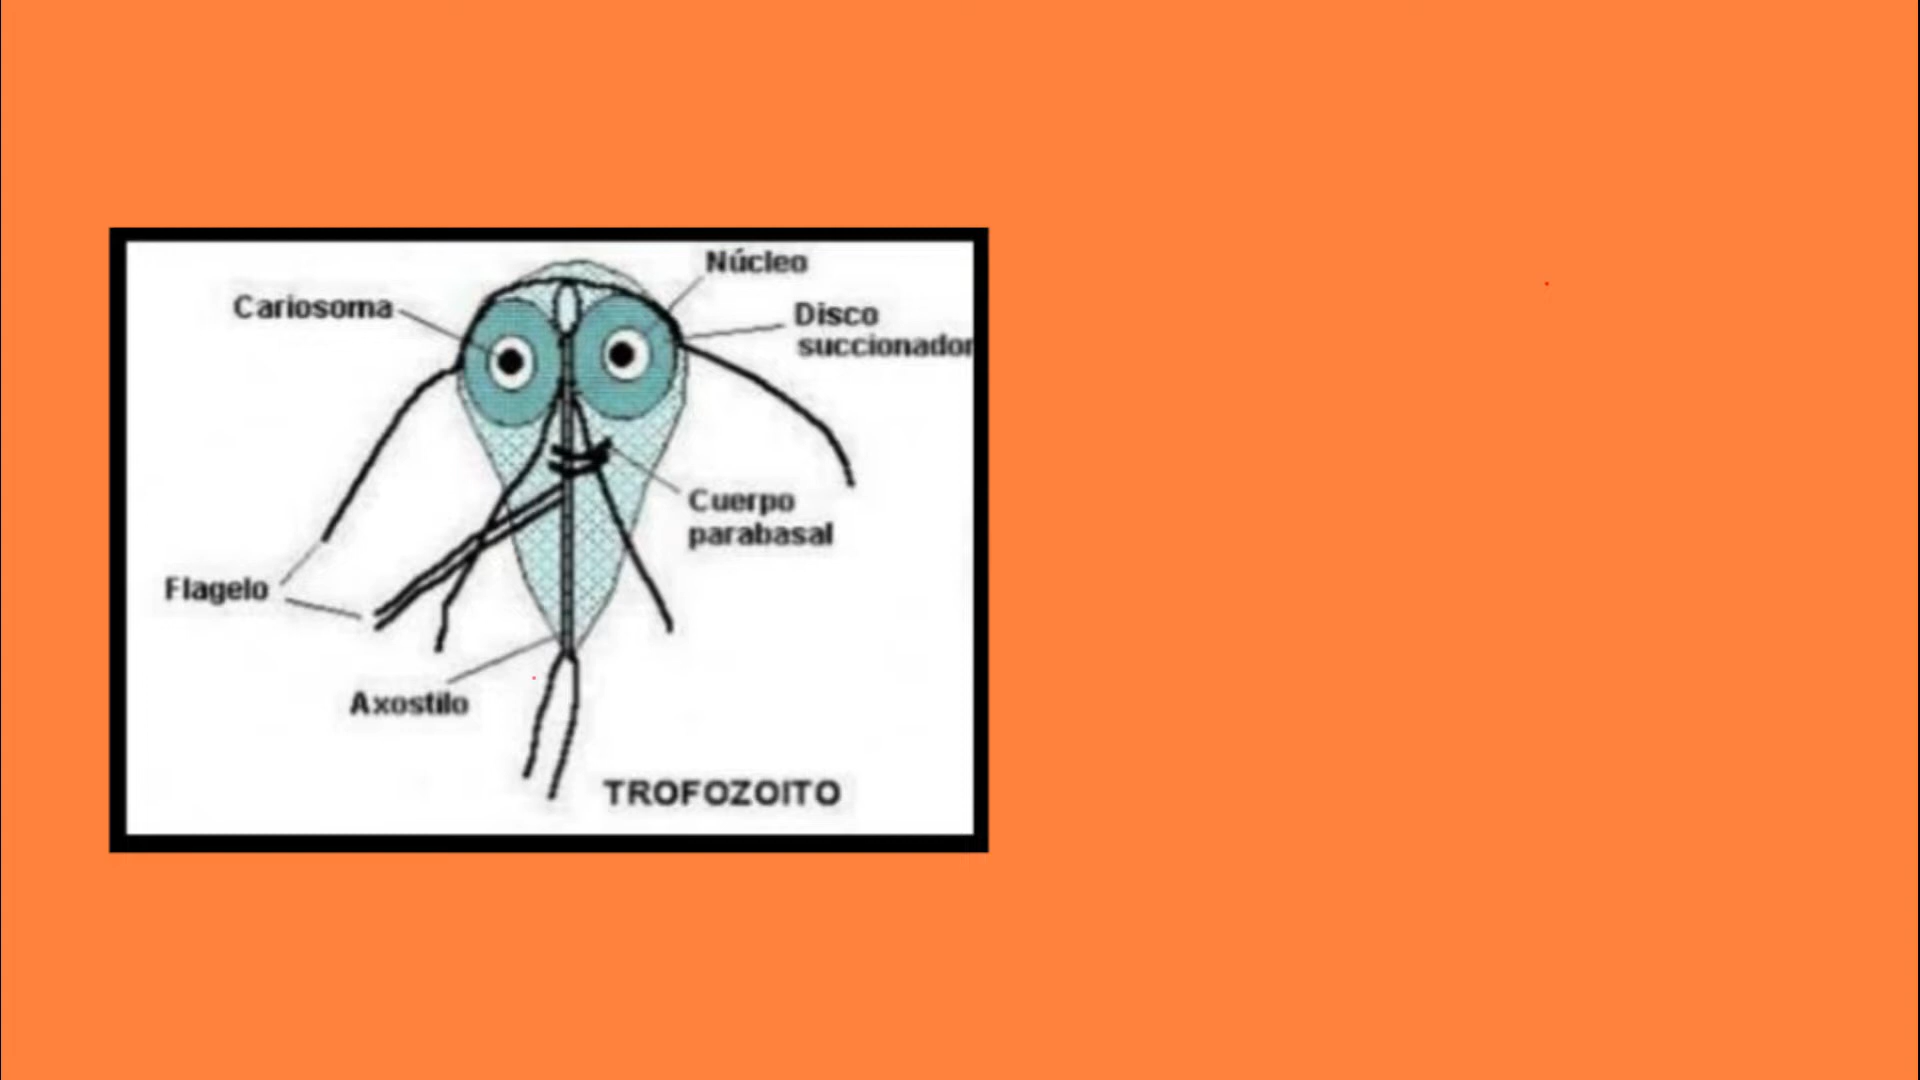 Núcleo
Cariosoma
Disco
succionador
Cuerpo
parabasal
Flagelo
Axostilo
TROFOZOITO